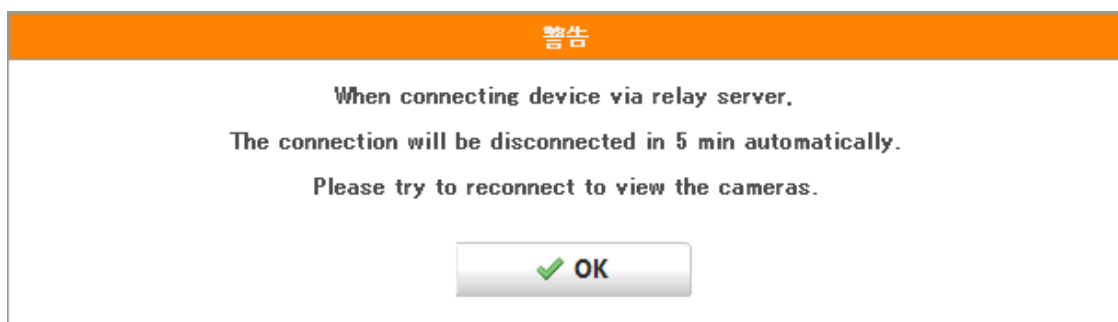 警告
When connecting device via relay server,
The connection will be disconnected in 5 min automatically.
Please try to reconnect to view the cameras.
OK